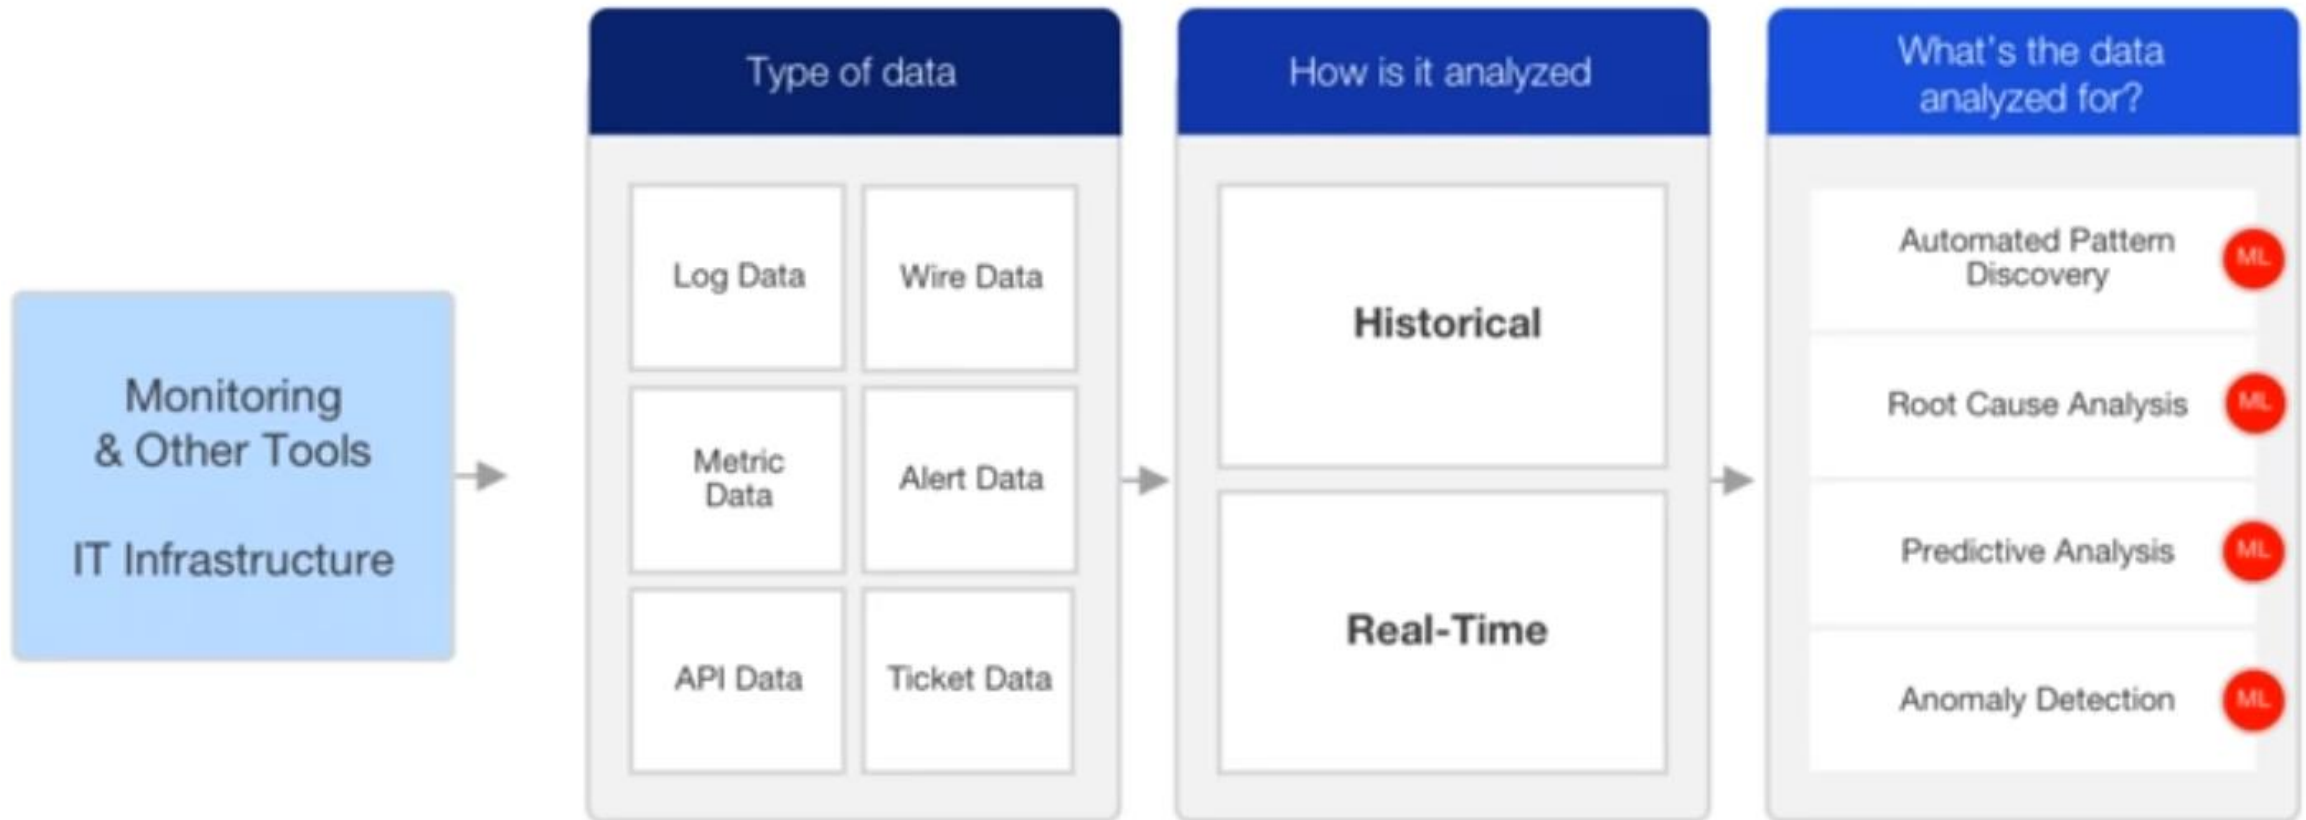 Monitoring
& Other Tools
IT Infrastructure
Type of data
Log Data
Wire Data
Metric
Data
Alert Data
API Data
Ticket Data
How is it analyzed
Historical
Real-Time
What's the data
analyzed for?
Automated Pattern
Discovery
ML
Root Cause Analysis
ML
Predictive Analysis
ML
Anomaly Detection
ML